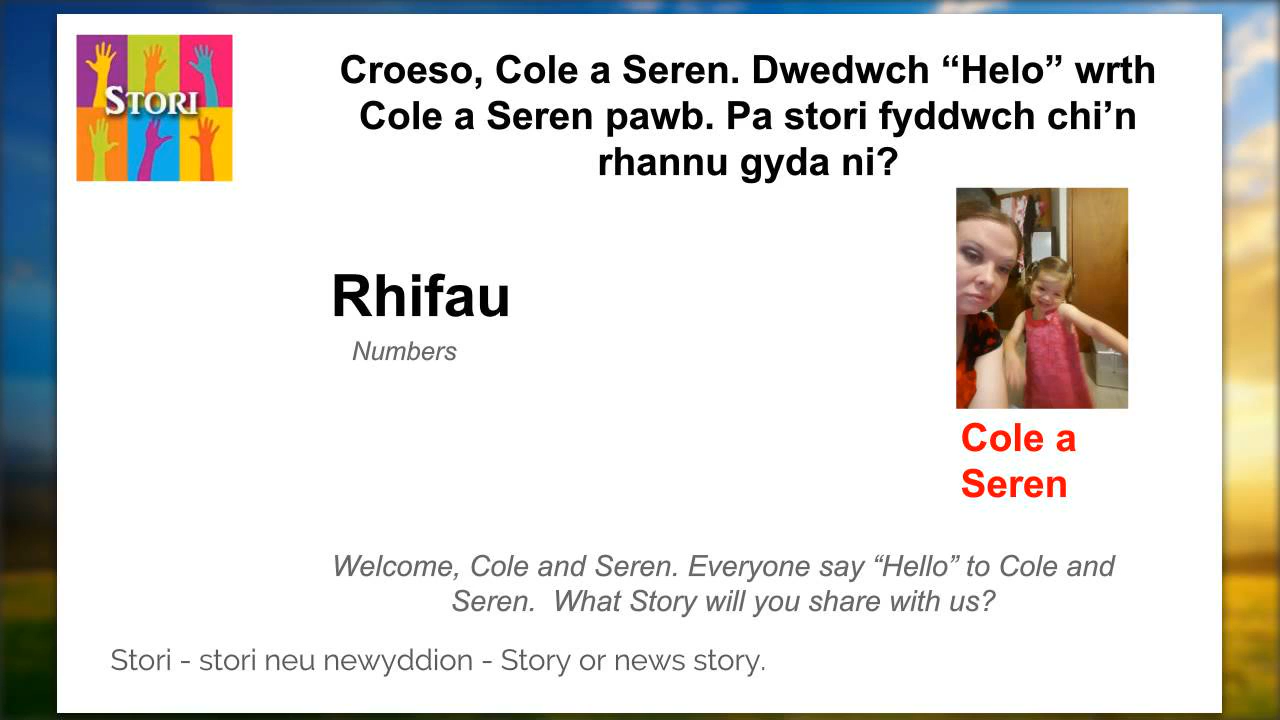 STORI
Croeso, Cole a Seren. Dwedwch “Helo” wrth
Cole a Seren pawb. Pa stori fyddwch chi’n
rhannu gyda ni?
Rhifau
Numbers
Cole a
Seren
Welcome, Cole and Seren. Everyone say “Hello” to Cole and
Seren.  What Story will you share with us?
Stori - stori neu newyddion - Story or news story.